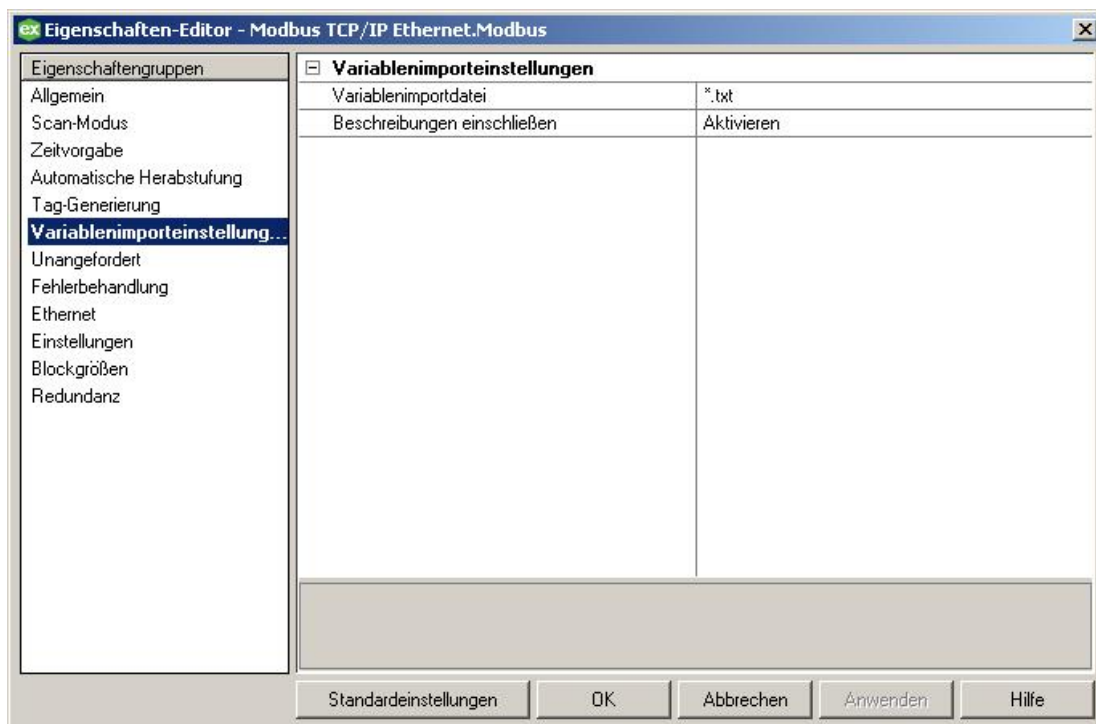 ex Eigenschaften-Editor - Modbus TCP/IP Ethernet.Modbus
Eigenschaftengruppen
Allgemein
Scan-Modus
Zeitvorgabe
Automatische Herabstufung
Tag-Generierung
Variablenimporteinstellung...
Unangefordert
Fehlerbehandlung
Ethernet
Einstellungen
Blockgrößen
Redundanz
Variablenimporteinstellungen
Variablenimportdatei *.txt
Beschreibungen einschließen Aktivieren
Standardeinstellungen OK Abbrechen Anwenden Hilfe